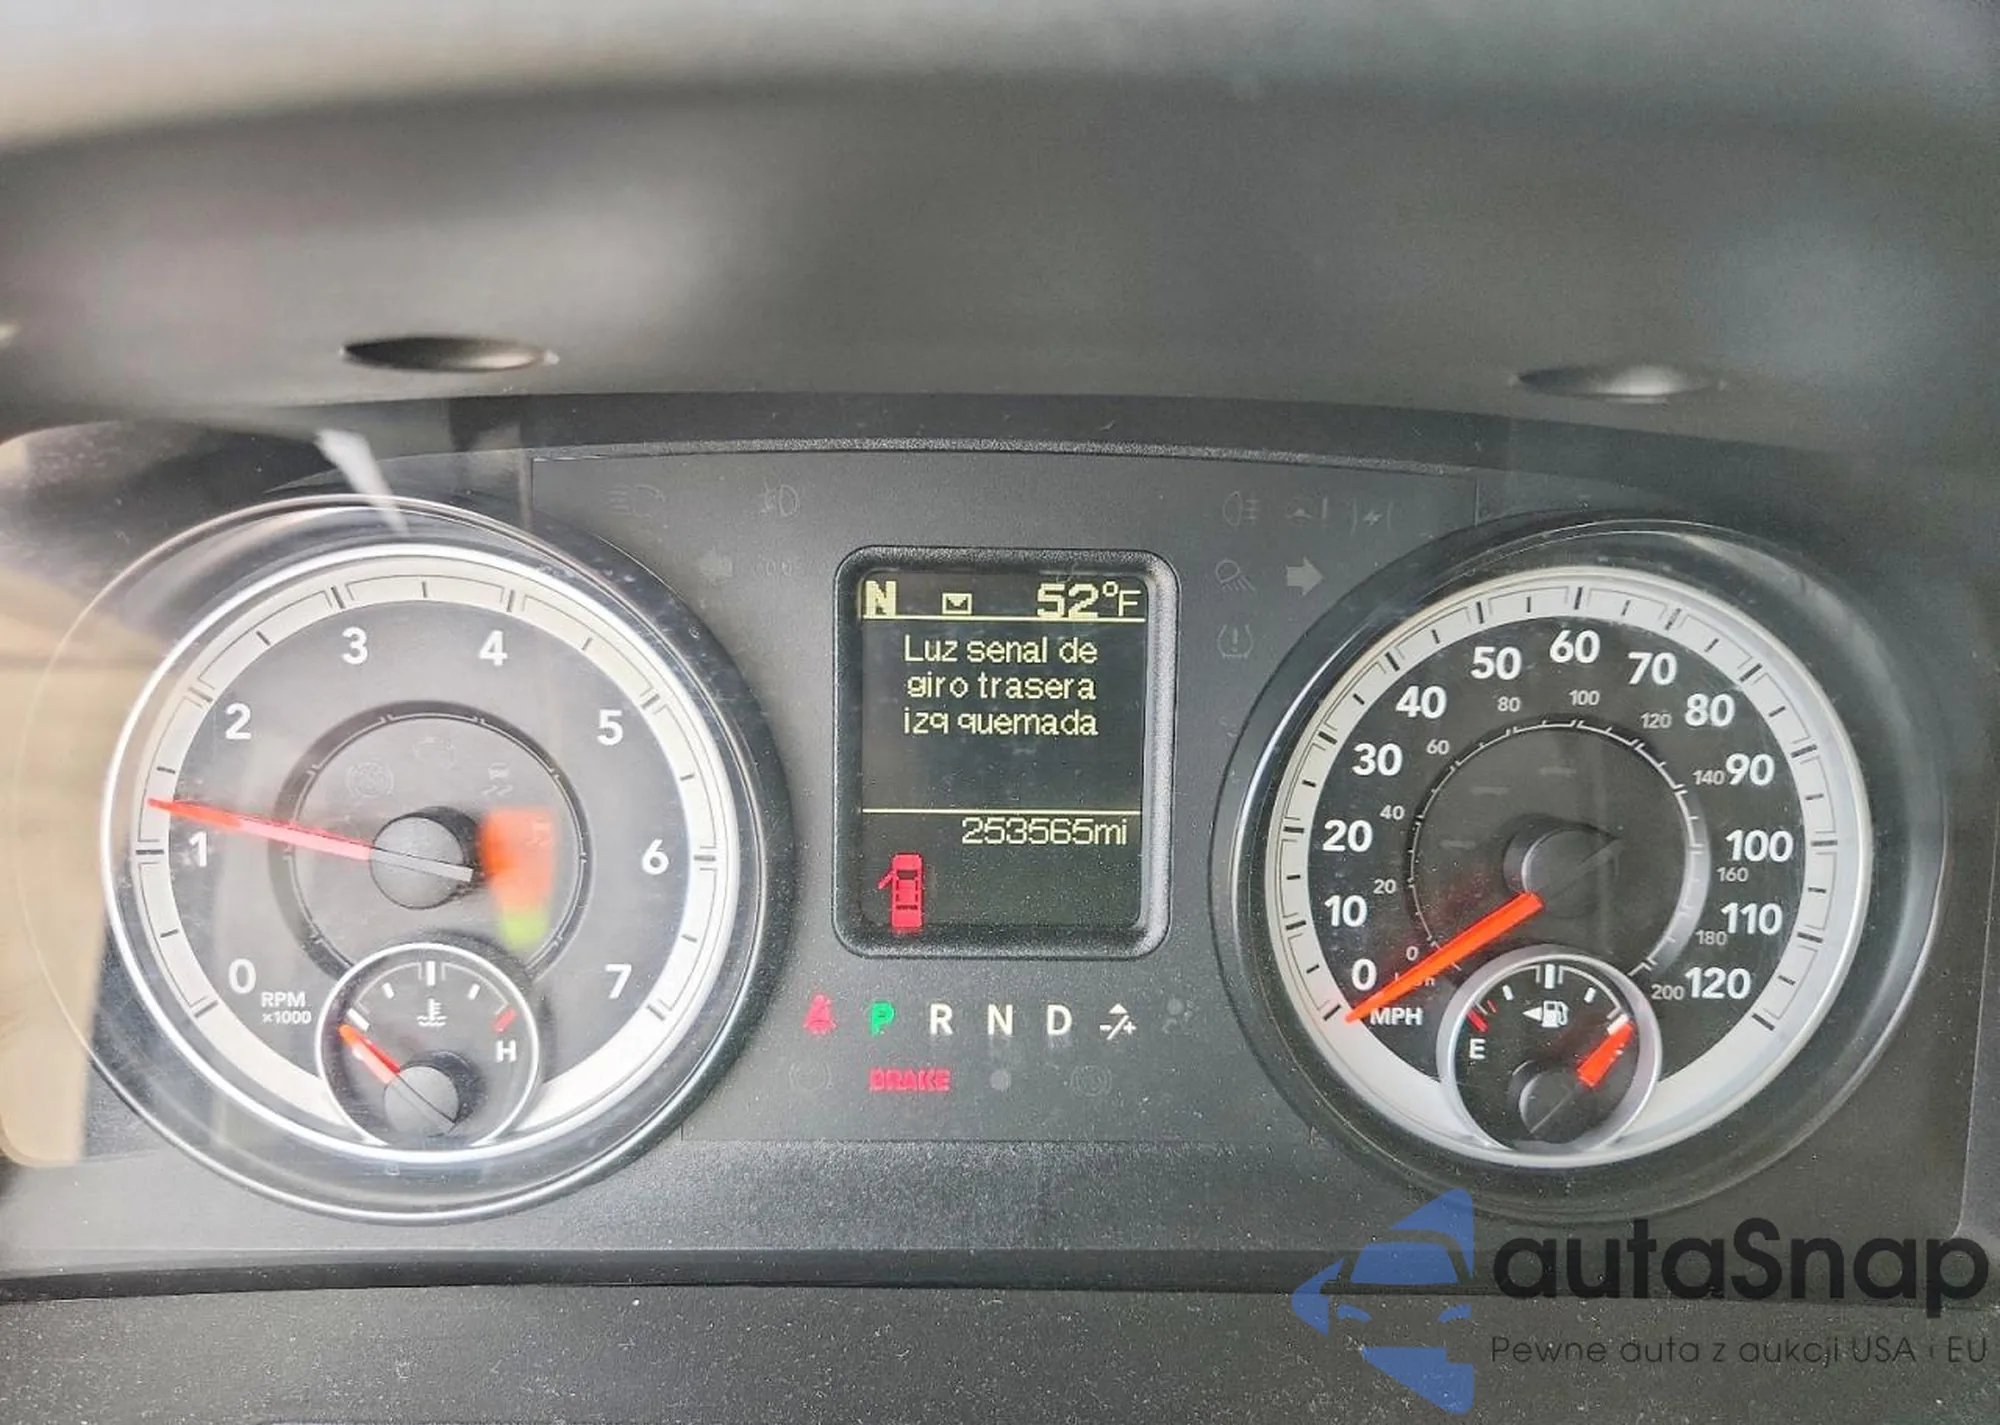 N 52°F
Luz senal de
giro trasera
izq quemada
253565mi
0 1 2 3 4 5 6 7
RPM
x1000
H
P R N D -/+
BRAKE
0 10 20 30 40 50 60 70 80 90 100 110 120
0 20 40 60 80 100 120 140 160 180 200
MPH
E
autaSnap
Pewne auta z aukcji USA i EU